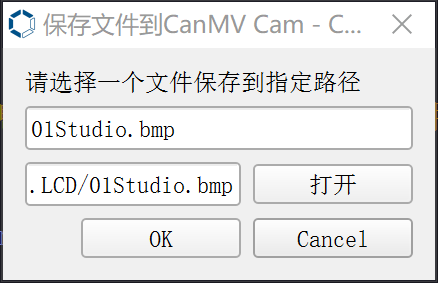 保存文件到CanMV Cam - C...
请选择一个文件保存到指定路径
01Studio.bmp
.LCD/01Studio.bmp 打开
OK Cancel